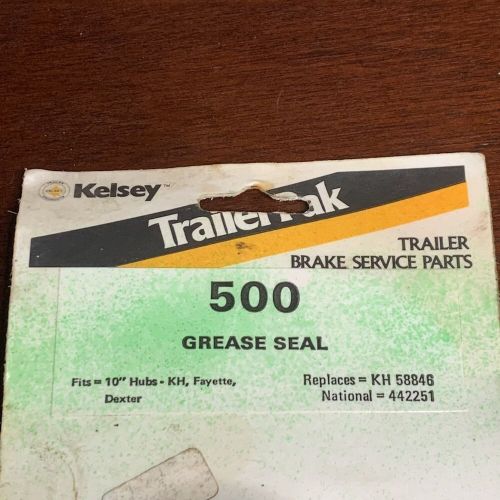 Kelsey™
TrailerPak
TRAILER
BRAKE SERVICE PARTS
500
GREASE SEAL
Fits = 10" Hubs - KH, Fayette,
Dexter
Replaces = KH 58846
National = 442251